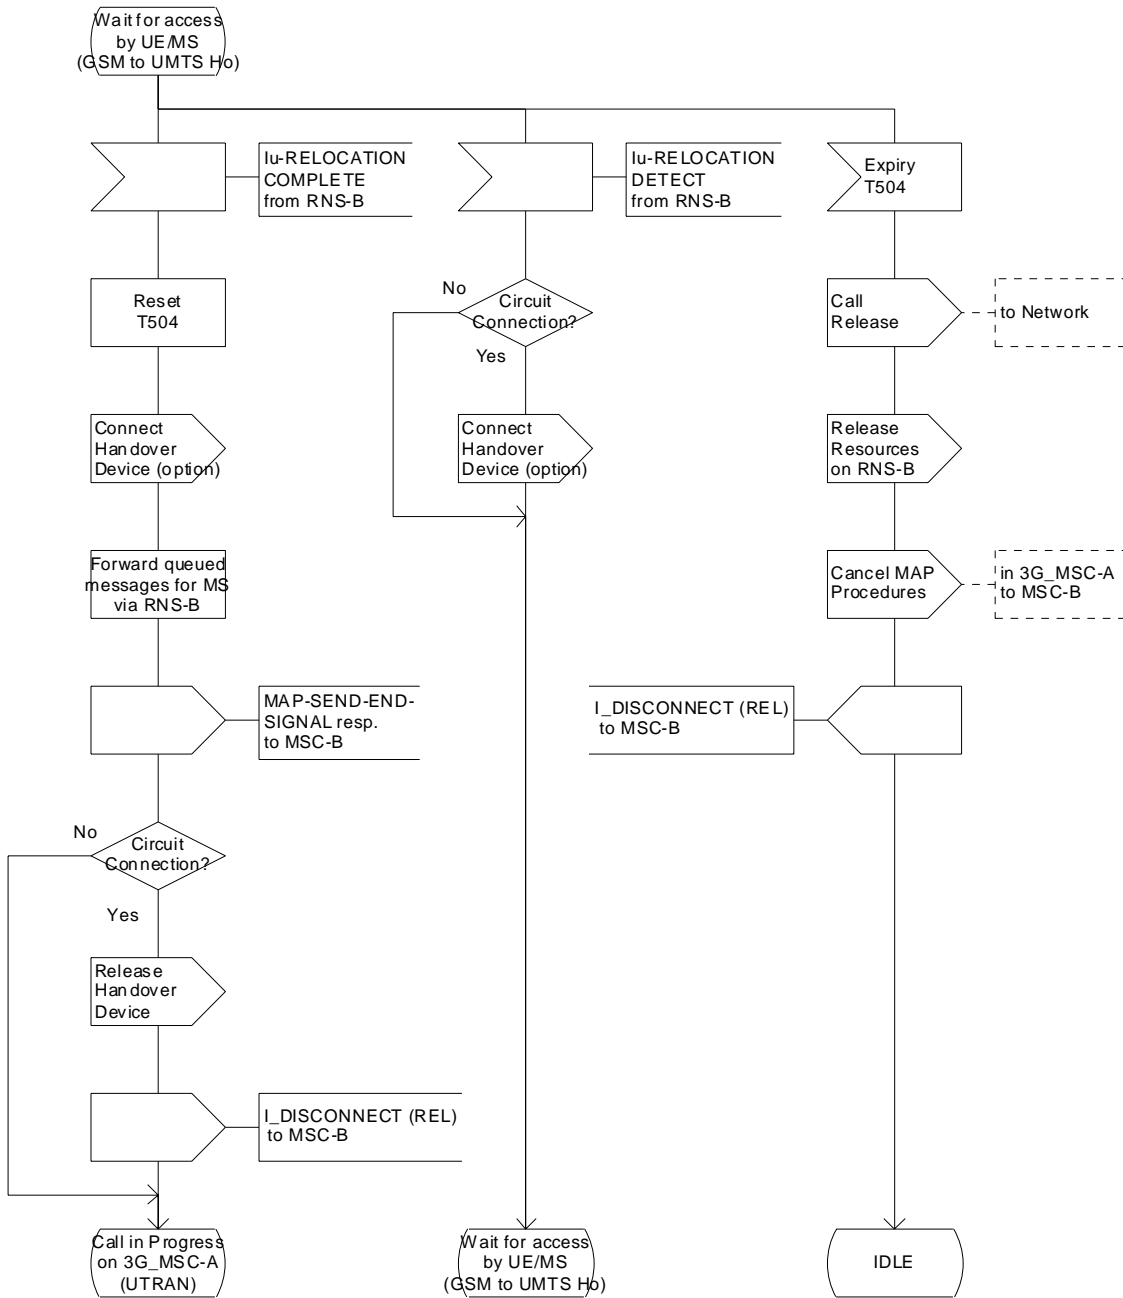 Wait for access
by UE/MS
(GSM to UMTS Ho)
Iu-RELOCATION
COMPLETE
from RNS-B
Iu-RELOCATION
DETECT
from RNS-B
Expiry
T504
Reset
T504
No
Circuit
Connection?
Yes
Call
Release
to Network
Connect
Handover
Device (option)
Connect
Handover
Device (option)
Release
Resources
on RNS-B
Forward queued
messages for MS
via RNS-B
Cancel MAP
Procedures
in 3G_MSC-A
to MSC-B
MAP-SEND-END-
SIGNAL resp.
to MSC-B
I_DISCONNECT (REL)
to MSC-B
No
Circuit
Connection?
Yes
Release
Handover
Device
I_DISCONNECT (REL)
to MSC-B
Call in Progress
on 3G_MSC-A
(UTRAN)
Wait for access
by UE/MS
(GSM to UMTS Ho)
IDLE